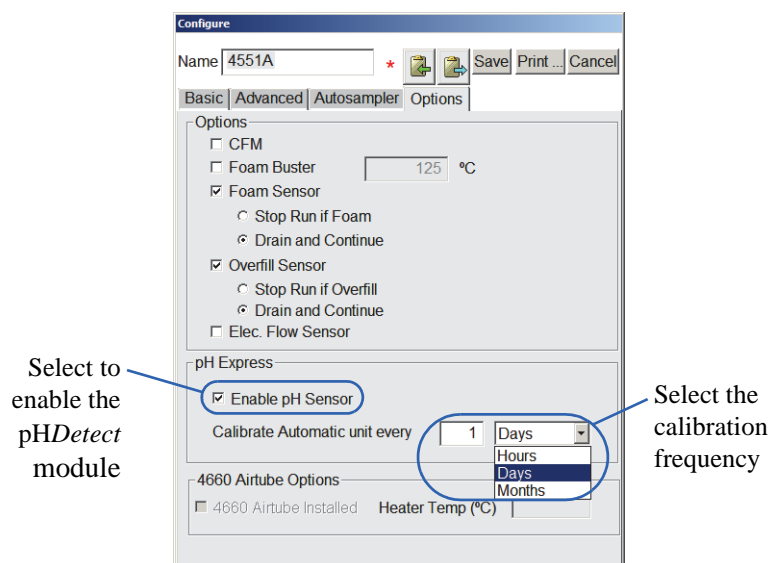 Configure
Name 4551A * Save Print ... Cancel
Basic Advanced Autosampler Options
Options
CFM
Foam Buster 125 ºC
Foam Sensor
Stop Run if Foam
Drain and Continue
Overfill Sensor
Stop Run if Overfill
Drain and Continue
Elec. Flow Sensor
pH Express
Enable pH Sensor
Calibrate Automatic unit every 1 Days
Hours
Days
Months
4660 Airtube Options
4660 Airtube Installed Heater Temp (ºC)
Select to
enable the
pHDetect
module
Select the
calibration
frequency